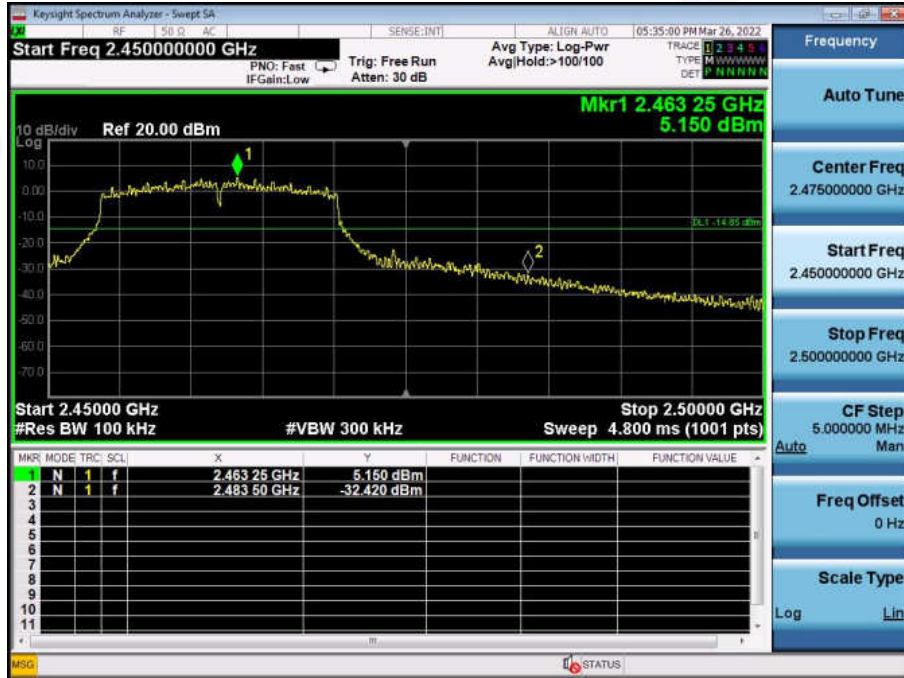 Keysight Spectrum Analyzer - Swept SA
RF 50 Ω AC SENSE:INT ALIGN AUTO 05:35:00 PM Mar 26, 2022
Start Freq 2.450000000 GHz
PNO: Fast
IFGain:Low
Trig: Free Run
Atten: 30 dB
Avg Type: Log-Pwr
Avg|Hold:>100/100
TRACE 1 2 3 4 5 6
TYPE M WWWWW
DET P N N N N N
Mkr1 2.463 25 GHz
5.150 dBm
10 dB/div Ref 20.00 dBm
Log
10.0
0.00
-10.0
-20.0
-30.0
-40.0
-50.0
-60.0
-70.0
1
2
DL1 -14.85 dBm
Start 2.45000 GHz Stop 2.50000 GHz
#Res BW 100 kHz #VBW 300 kHz Sweep 4.800 ms (1001 pts)
MKR MODE TRC SCL X Y FUNCTION FUNCTION WIDTH FUNCTION VALUE
1 N 1 f 2.463 25 GHz 5.150 dBm
2 N 1 f 2.483 50 GHz -32.420 dBm
3
4
5
6
7
8
9
10
11
MSG STATUS
Frequency
Auto Tune
Center Freq
2.475000000 GHz
Start Freq
2.450000000 GHz
Stop Freq
2.500000000 GHz
CF Step
5.000000 MHz
Auto Man
Freq Offset
0 Hz
Scale Type
Log Lin